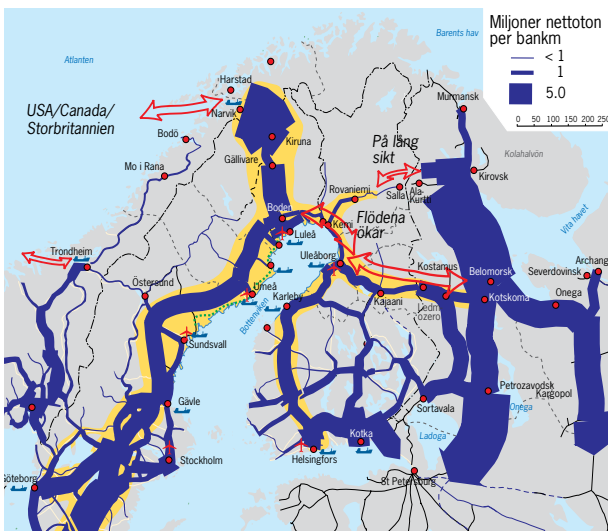 Miljoner nettoton
per bankm
< 1
1
5.0
0 50 100 150 200 250
Barents hav
Atlanten
Harstad
Narvik
USA/Canada/
Storbritannien
Murmansk
Kolahalvön
Bodö
Kiruna
På lång
sikt
Kirovsk
Mo i Rana
Gällivare
Rovaniemi
Salla
Ala-
Kurtti
Vita havet
Boden
Kemi
Flödena
ökar
Luleå
Trondheim
Uleåborg
Kostamus
Belomorsk
Archang
Severdovinsk
Östersund
Umeå
Karleby
Kajaani
Ledm
ozero
Kotskoma
Onega
Bottenviken
Sundsvall
Petrozavodsk
Kargopol
Gävle
Sortavala
Onega
Kotka
Ladoga
Stockholm
Helsingfors
Göteborg
St Petersburg